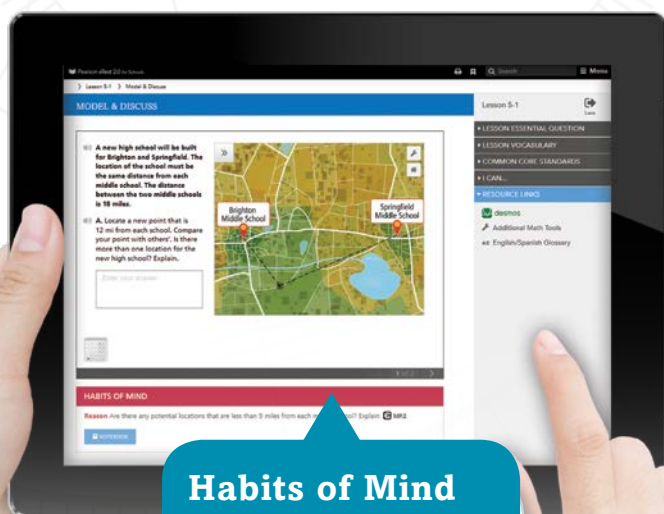 Pearson eText 2.0 for Schools
Search
Menu
Lesson 5-1 > Model & Discuss
MODEL & DISCUSS
Lesson 5-1
A new high school will be built
for Brighton and Springfield. The
location of the school must be
the same distance from each
middle school. The distance
between the two middle schools
is 18 miles.
A. Locate a new point that is
12 mi from each school. Compare
your point with others'. Is there
more than one location for the
new high school? Explain.
Enter your answer
Brighton
Middle School
Springfield
Middle School
LESSON ESSENTIAL QUESTION
LESSON VOCABULARY
COMMON CORE STANDARDS
I CAN...
RESOURCE LINKS
desmos
Additional Math Tools
English/Spanish Glossary
HABITS OF MIND
Reason Are there any potential locations that are less than 9 miles from each school? Explain. MP.2
NOTEBOOK
Habits of Mind